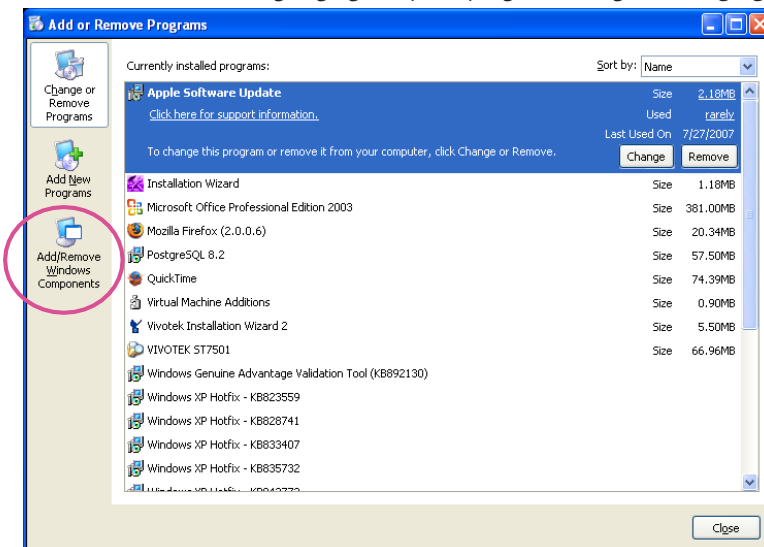 Add or Remove Programs
Currently installed programs:
Sort by: Name
Change or
Remove
Programs
Add New
Programs
Add/Remove
Windows
Components
Apple Software Update Size 2.18MB
Click here for support information. Used rarely
Last Used On 7/27/2007
To change this program or remove it from your computer, click Change or Remove. Change Remove
Installation Wizard Size 1.18MB
Microsoft Office Professional Edition 2003 Size 381.00MB
Mozilla Firefox (2.0.0.6) Size 20.34MB
PostgreSQL 8.2 Size 57.50MB
QuickTime Size 74.39MB
Virtual Machine Additions Size 0.90MB
Vivotek Installation Wizard 2 Size 5.50MB
VIVOTEK ST7501 Size 66.96MB
Windows Genuine Advantage Validation Tool (KB892130)
Windows XP Hotfix - KB823559
Windows XP Hotfix - KB828741
Windows XP Hotfix - KB833407
Windows XP Hotfix - KB835732
Close